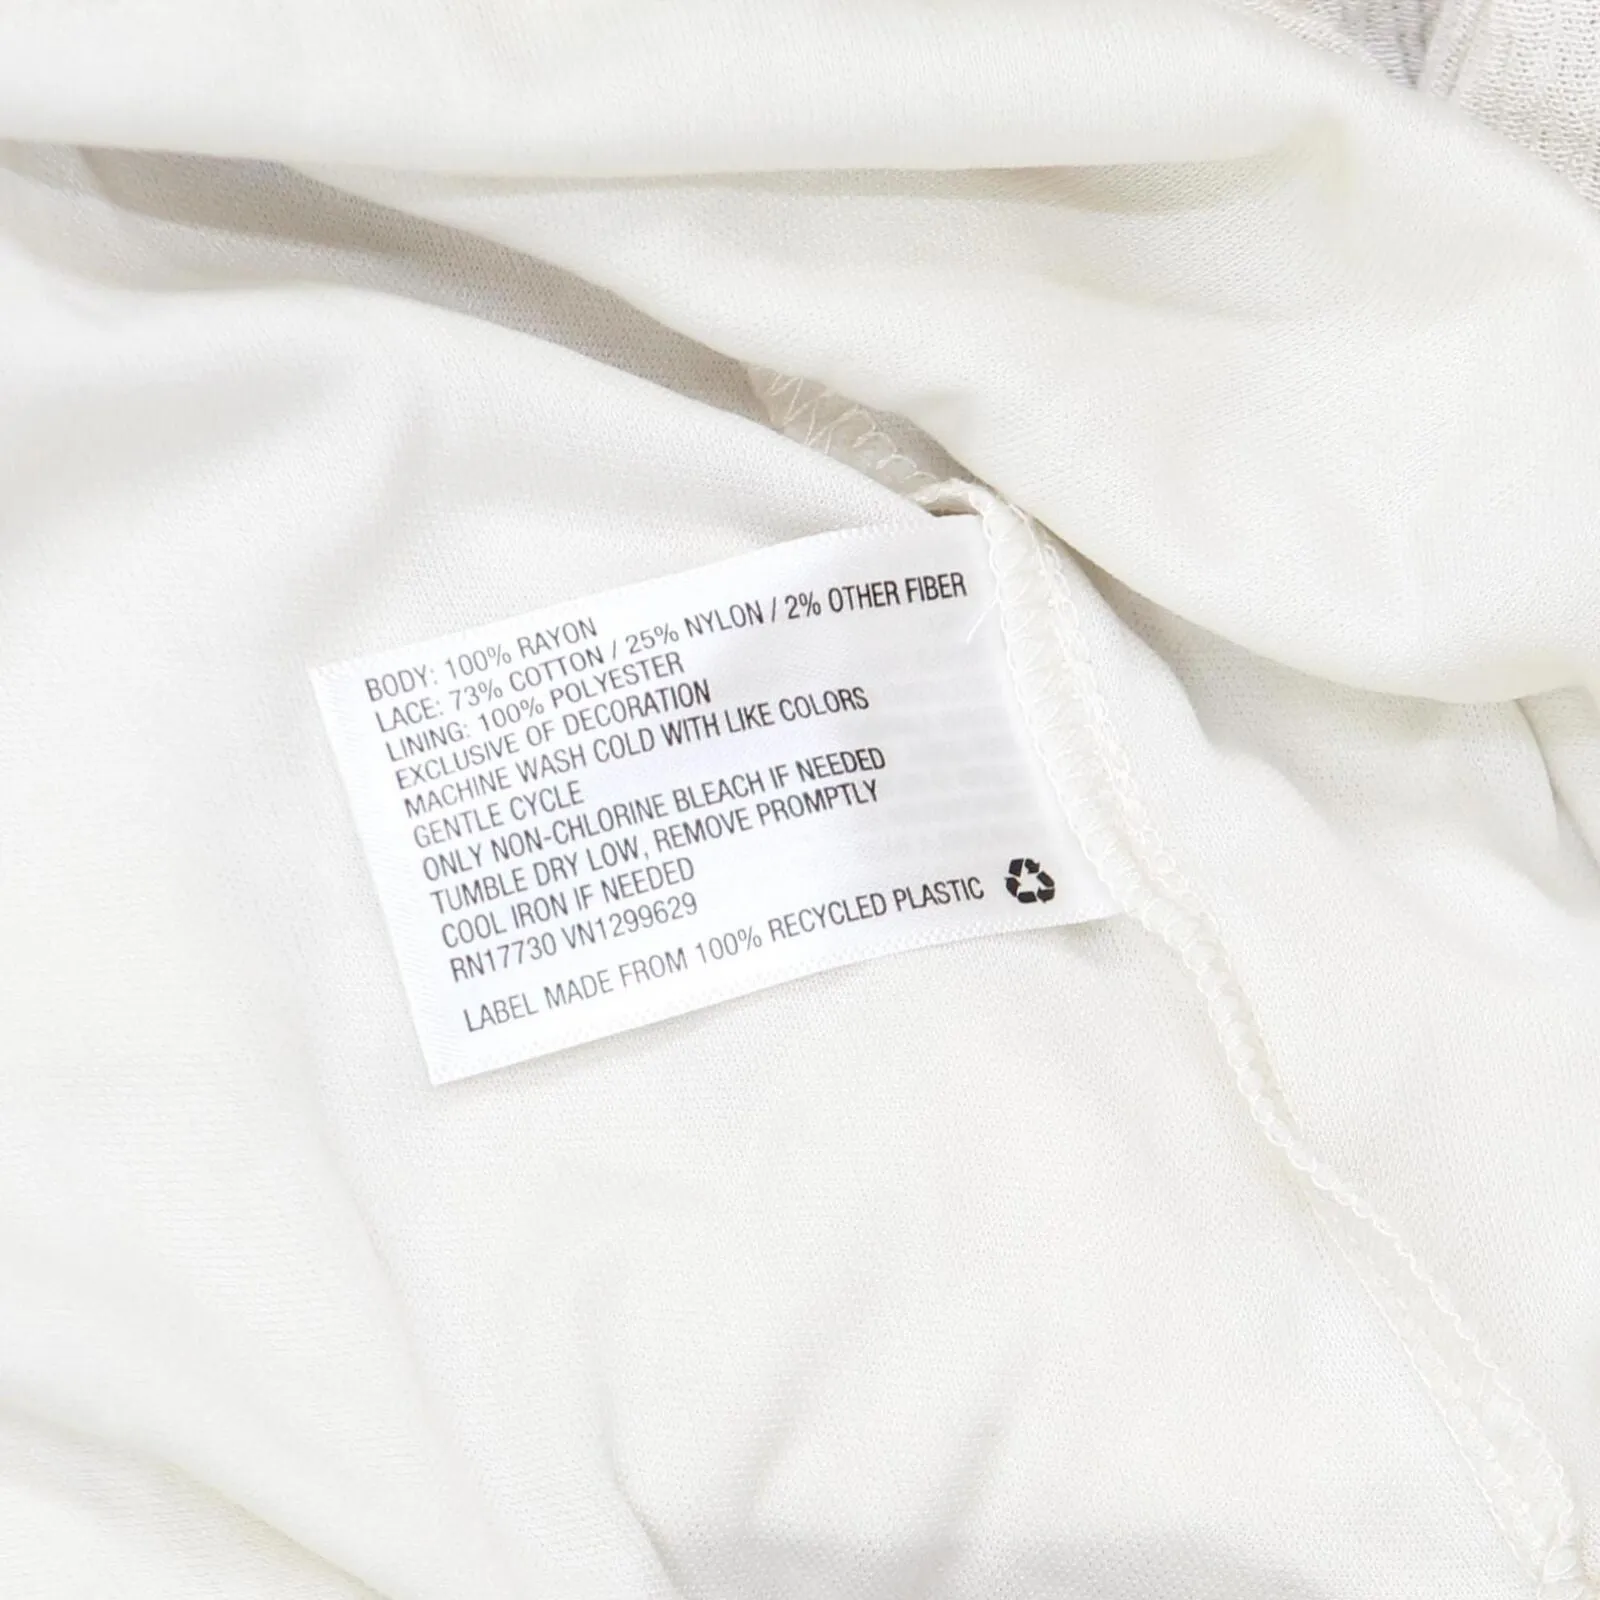 BODY: 100% RAYON
LACE: 73% COTTON / 25% NYLON / 2% OTHER FIBER
LINING: 100% POLYESTER
EXCLUSIVE OF DECORATION
MACHINE WASH COLD WITH LIKE COLORS
GENTLE CYCLE
ONLY NON-CHLORINE BLEACH IF NEEDED
TUMBLE DRY LOW, REMOVE PROMPTLY
COOL IRON IF NEEDED
RN17730 VN1299629
LABEL MADE FROM 100% RECYCLED PLASTIC